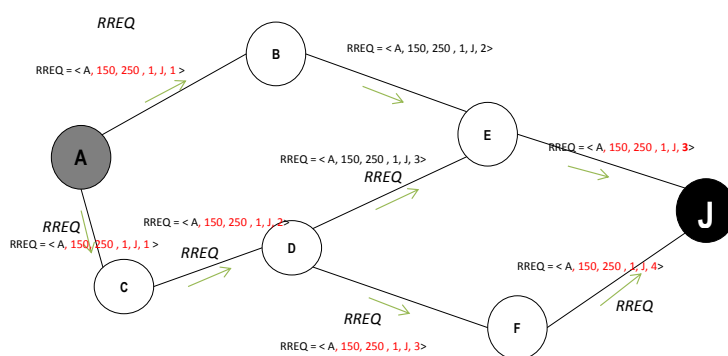 RREQ
B
RREQ = < A, 150, 250 , 1, J, 2>
RREQ = < A, 150, 250 , 1, J, 1 >
E
A
RREQ = < A, 150, 250 , 1, J, 3>
RREQ = < A, 150, 250 , 1, J, 3>
RREQ
J
RREQ
RREQ = < A, 150, 250 , 1, J, 2>
RREQ = < A, 150, 250 , 1, J, 1 >
RREQ
D
RREQ = < A, 150, 250 , 1, J, 4>
C
RREQ
RREQ
F
RREQ = < A, 150, 250 , 1, J, 3>